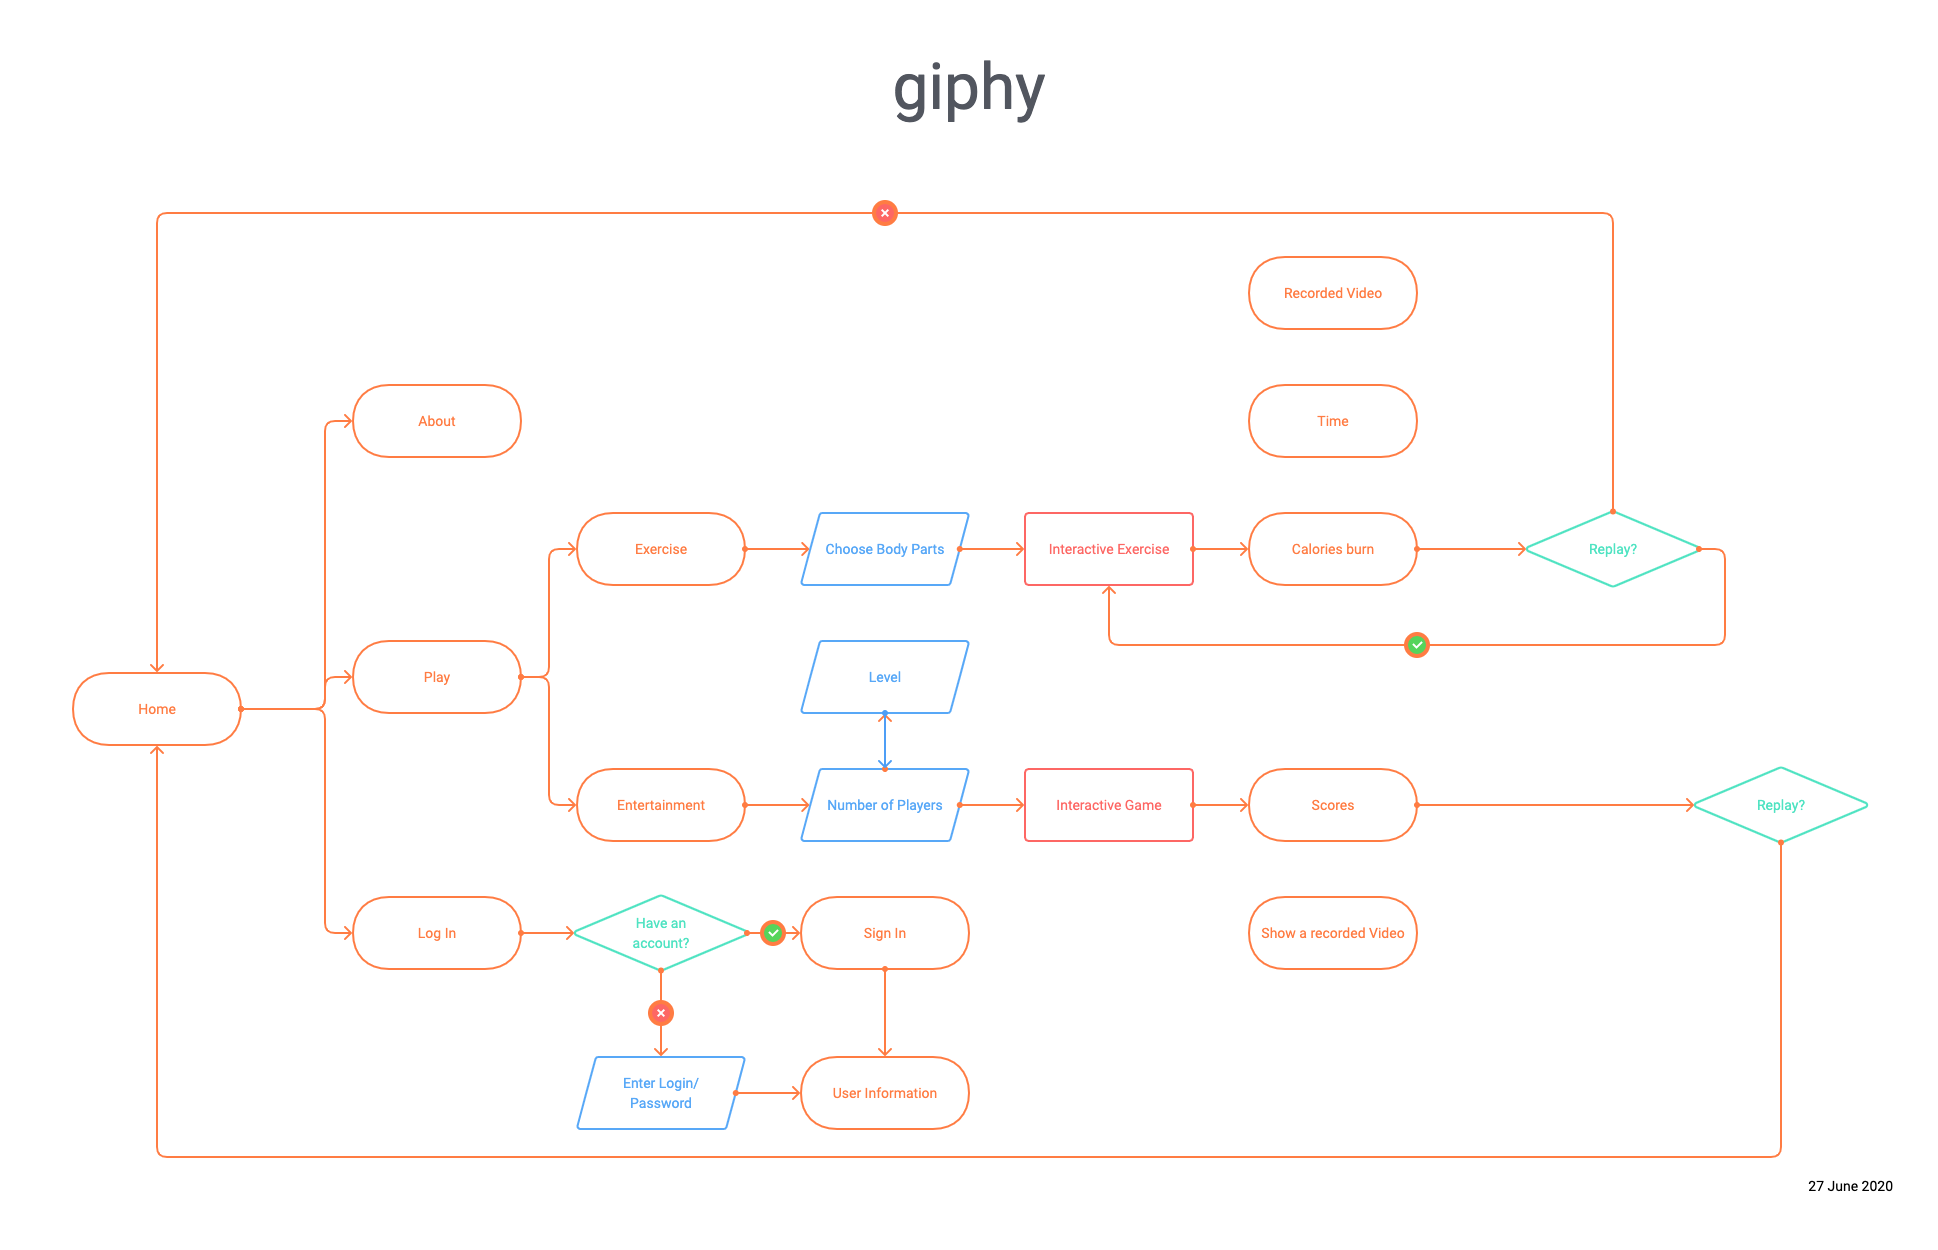 giphy
Recorded Video
About
Time
Exercise
Choose Body Parts
Interactive Exercise
Calories burn
Replay?
Home
Play
Level
Entertainment
Number of Players
Interactive Game
Scores
Replay?
Log In
Have an
account?
Sign In
Show a recorded Video
Enter Login/
Password
User Information
27 June 2020